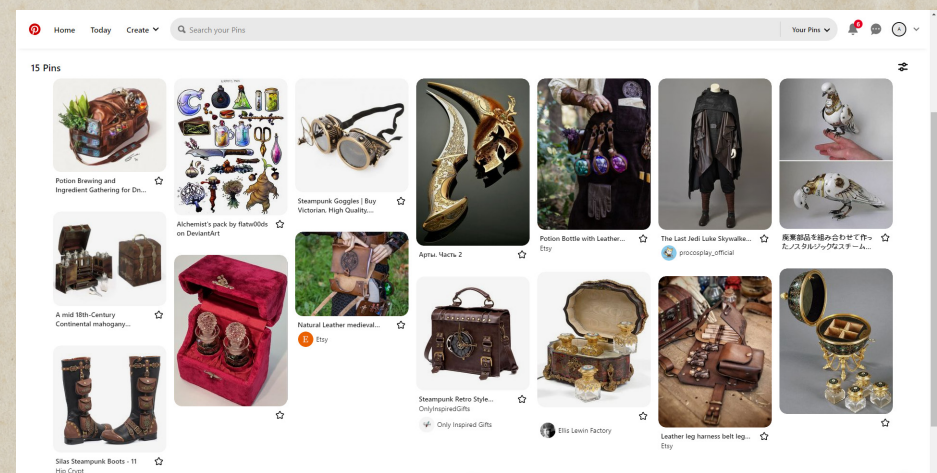 Home Today Create Search your Pins Your Pins 6 A
15 Pins
Potion Brewing and
Ingredient Gathering for Dn...
A mid 18th-Century
Continental mahogany...
Silas Steampunk Boots - 11
Hip Crypt
Alchemist's pack by flatw00ds
on DeviantArt
Steampunk Goggles | Buy
Victorian, High Quality,...
Natural Leather medieval...
E Etsy
Арты. Часть 2
Steampunk Retro Style...
OnlyInspiredGifts
Only Inspired Gifts
Potion Bottle with Leather...
Etsy
Ellis Lewin Factory
The Last Jedi Luke Skywalke...
procosplay_official
Leather leg harness belt leg...
Etsy
廃棄部品を組み合わせて作っ
たノスタルジックなスチーム...